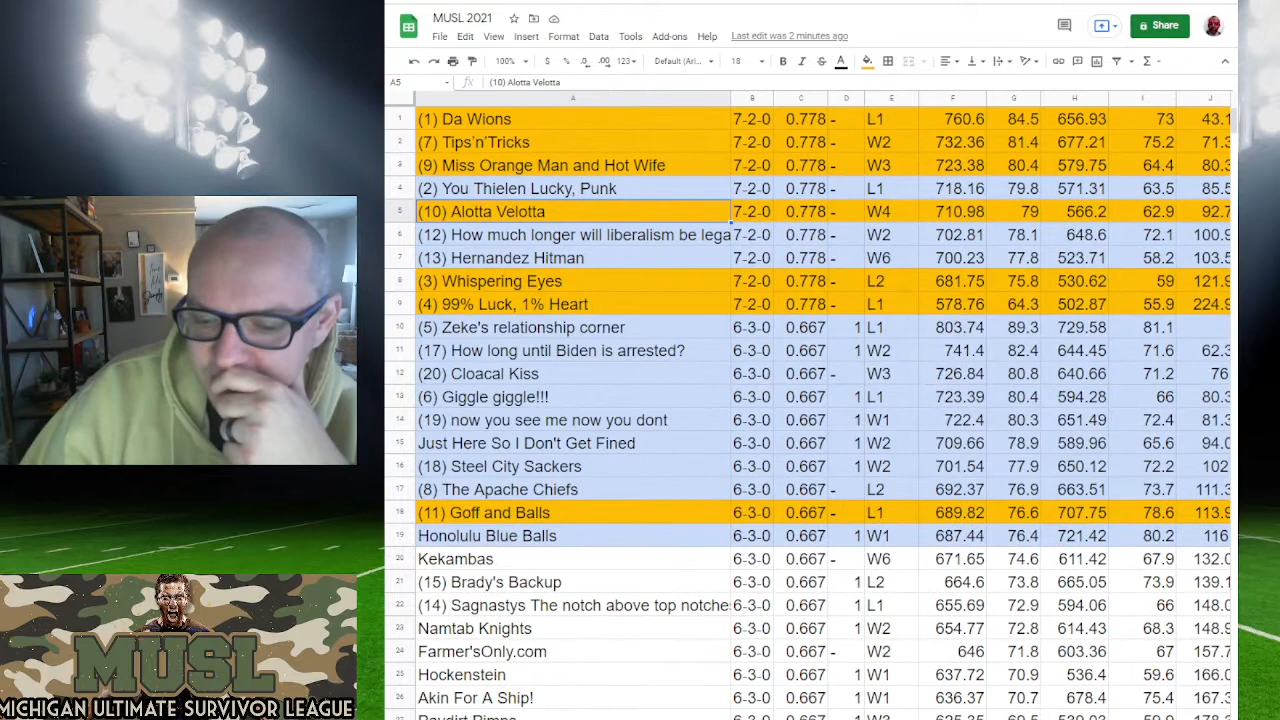 MUSL 2021
File Edit View Insert Format Data Tools Add-ons Help Last edit was 2 minutes ago
Share
100% $ % .0 .00 123 Default (Ari... 18 B I S A
A5 fx (10) Alotta Velotta
A B C D E F G H I J
1 (1) Da Wions 7-2-0 0.778 - L1 760.6 84.5 656.93 73 43.1
2 (7) Tips'n'Tricks 7-2-0 0.778 - W2 732.36 81.4 677.21 75.2 71.3
3 (9) Miss Orange Man and Hot Wife 7-2-0 0.778 - W3 723.38 80.4 579.75 64.4 80.3
4 (2) You Thielen Lucky, Punk 7-2-0 0.778 - L1 718.16 79.8 571.31 63.5 85.5
5 (10) Alotta Velotta 7-2-0 0.778 - W4 710.98 79 566.2 62.9 92.7
6 (12) How much longer will liberalism be lega 7-2-0 0.778 - W2 702.81 78.1 648.6 72.1 100.9
7 (13) Hernandez Hitman 7-2-0 0.778 - W6 700.23 77.8 523.71 58.2 103.5
8 (3) Whispering Eyes 7-2-0 0.778 - L2 681.75 75.8 530.62 59 121.9
9 (4) 99% Luck, 1% Heart 7-2-0 0.778 - L1 578.76 64.3 502.87 55.9 224.9
10 (5) Zeke's relationship corner 6-3-0 0.667 1 L1 803.74 89.3 729.58 81.1
11 (17) How long until Biden is arrested? 6-3-0 0.667 1 W2 741.4 82.4 644.45 71.6 62.3
12 (20) Cloacal Kiss 6-3-0 0.667 - W3 726.84 80.8 640.66 71.2 76
13 (6) Giggle giggle!!! 6-3-0 0.667 1 L1 723.39 80.4 594.28 66 80.3
14 (19) now you see me now you dont 6-3-0 0.667 1 W1 722.4 80.3 651.49 72.4 81.3
15 Just Here So I Don't Get Fined 6-3-0 0.667 1 W2 709.66 78.9 589.96 65.6 94.0
16 (18) Steel City Sackers 6-3-0 0.667 1 W2 701.54 77.9 650.12 72.2 102
17 (8) The Apache Chiefs 6-3-0 0.667 - L2 692.37 76.9 663.51 73.7 111.3
18 (11) Goff and Balls 6-3-0 0.667 - L1 689.82 76.6 707.75 78.6 113.9
19 Honolulu Blue Balls 6-3-0 0.667 1 W1 687.44 76.4 721.42 80.2 116
20 Kekambas 6-3-0 0.667 - W6 671.65 74.6 611.42 67.9 132.0
21 (15) Brady's Backup 6-3-0 0.667 1 L2 664.6 73.8 665.05 73.9 139.1
22 (14) Sagnastys The notch above top notche 6-3-0 0.667 1 L1 655.69 72.9 594.06 66 148.0
23 Namtab Knights 6-3-0 0.667 1 W2 654.77 72.8 614.43 68.3 148.9
24 Farmer'sOnly.com 6-3-0 0.667 - W2 646 71.8 603.36 67 157.7
25 Hockenstein 6-3-0 0.667 1 W1 637.72 70.9 536.4 59.6 166.0
26 Akin For A Ship! 6-3-0 0.667 1 W1 636.37 70.7 678.4 75.4 167.3
MUSL
MICHIGAN ULTIMATE SURVIVOR LEAGUE